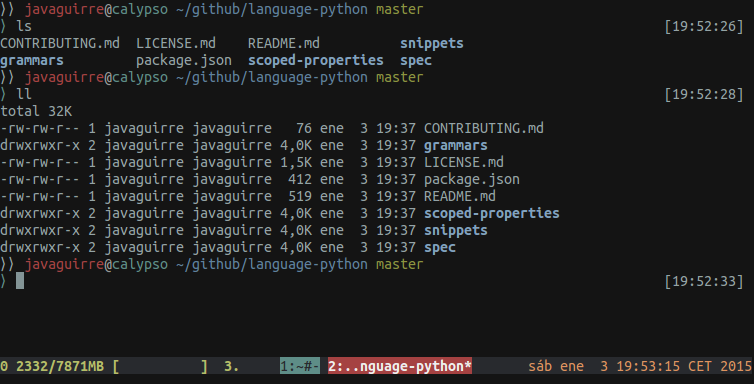 ⟩⟩ javaguirre@calypso ~/github/language-python master
⟩ ls [19:52:26]
CONTRIBUTING.md LICENSE.md README.md snippets
grammars package.json scoped-properties spec
⟩⟩ javaguirre@calypso ~/github/language-python master
⟩ ll [19:52:28]
total 32K
-rw-rw-r-- 1 javaguirre javaguirre 76 ene 3 19:37 CONTRIBUTING.md
drwxrwxr-x 2 javaguirre javaguirre 4,0K ene 3 19:37 grammars
-rw-rw-r-- 1 javaguirre javaguirre 1,5K ene 3 19:37 LICENSE.md
-rw-rw-r-- 1 javaguirre javaguirre 412 ene 3 19:37 package.json
-rw-rw-r-- 1 javaguirre javaguirre 519 ene 3 19:37 README.md
drwxrwxr-x 2 javaguirre javaguirre 4,0K ene 3 19:37 scoped-properties
drwxrwxr-x 2 javaguirre javaguirre 4,0K ene 3 19:37 snippets
drwxrwxr-x 2 javaguirre javaguirre 4,0K ene 3 19:37 spec
⟩⟩ javaguirre@calypso ~/github/language-python master
⟩ [19:52:33]
0 2332/7871MB [ ] 3. 1:~#- 2:..nguage-python* sáb ene 3 19:53:15 CET 2015